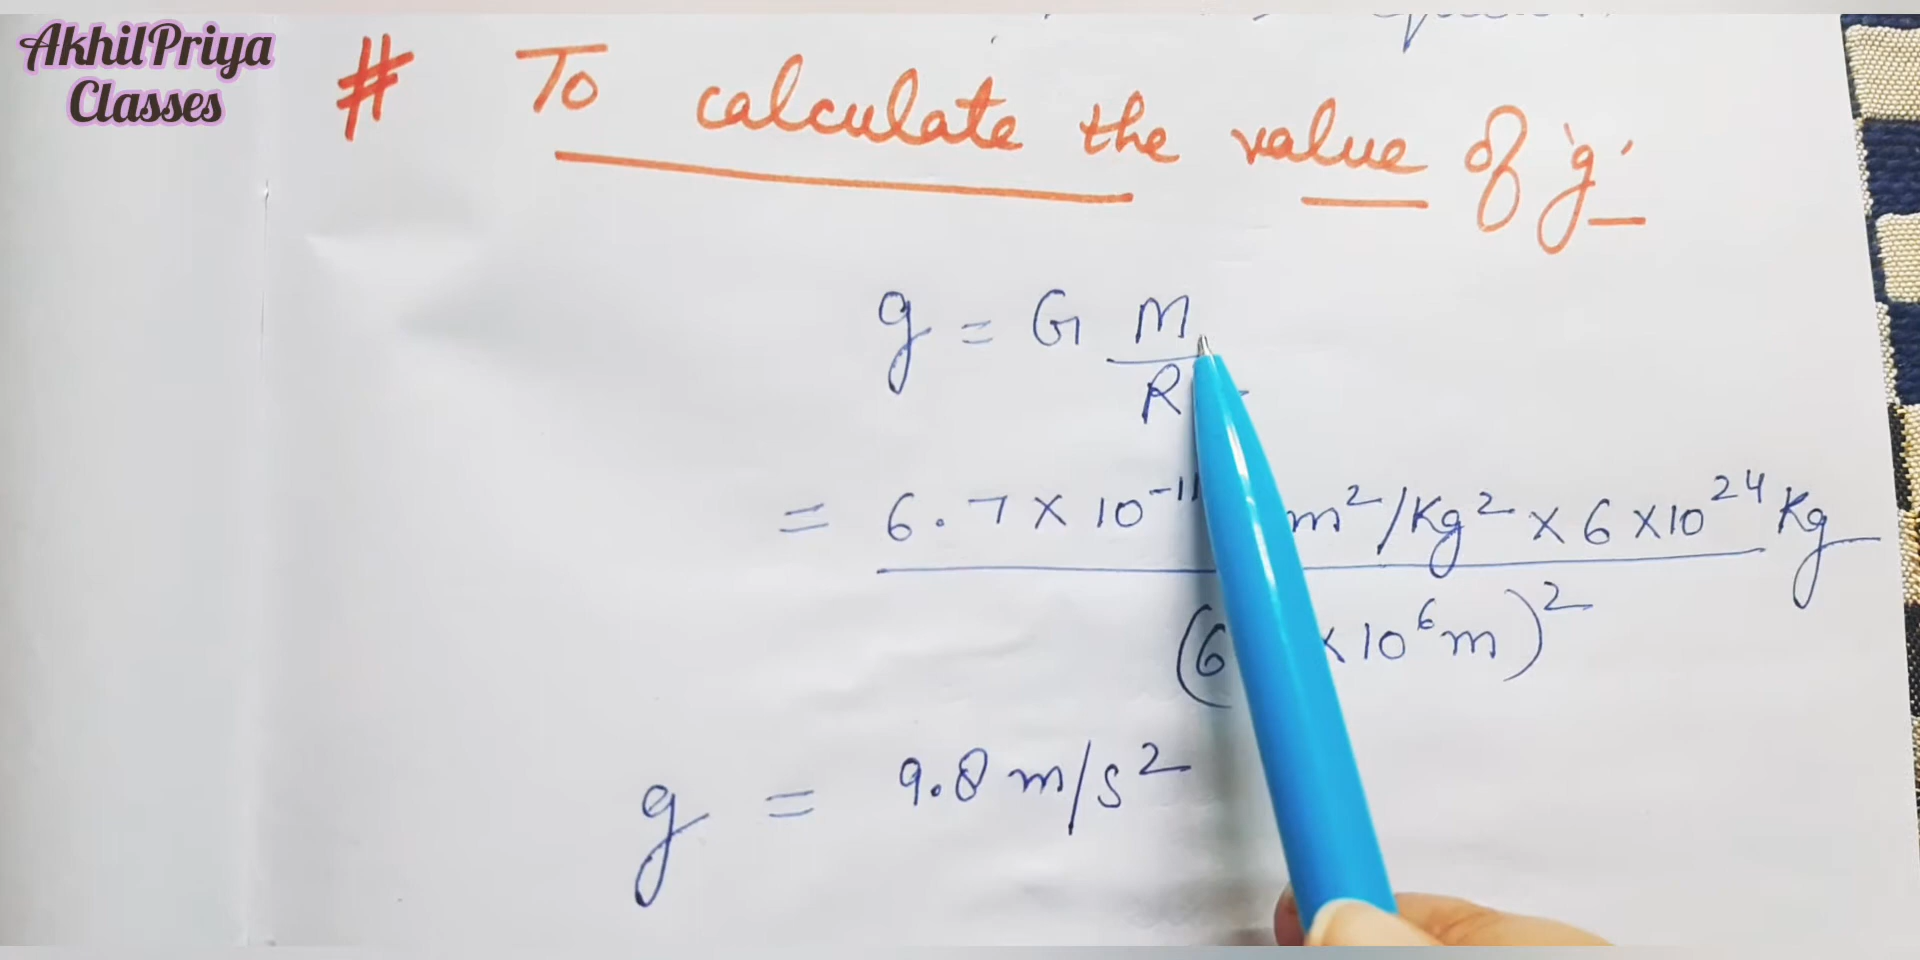 AkhilPriya
Classes
# To calculate the value of 'g'
g = G M
R
= 6.7 × 10⁻¹¹ m²/Kg² × 6 × 10²⁴ Kg
(6 × 10⁶ m)²
g = 9.8 m/s²